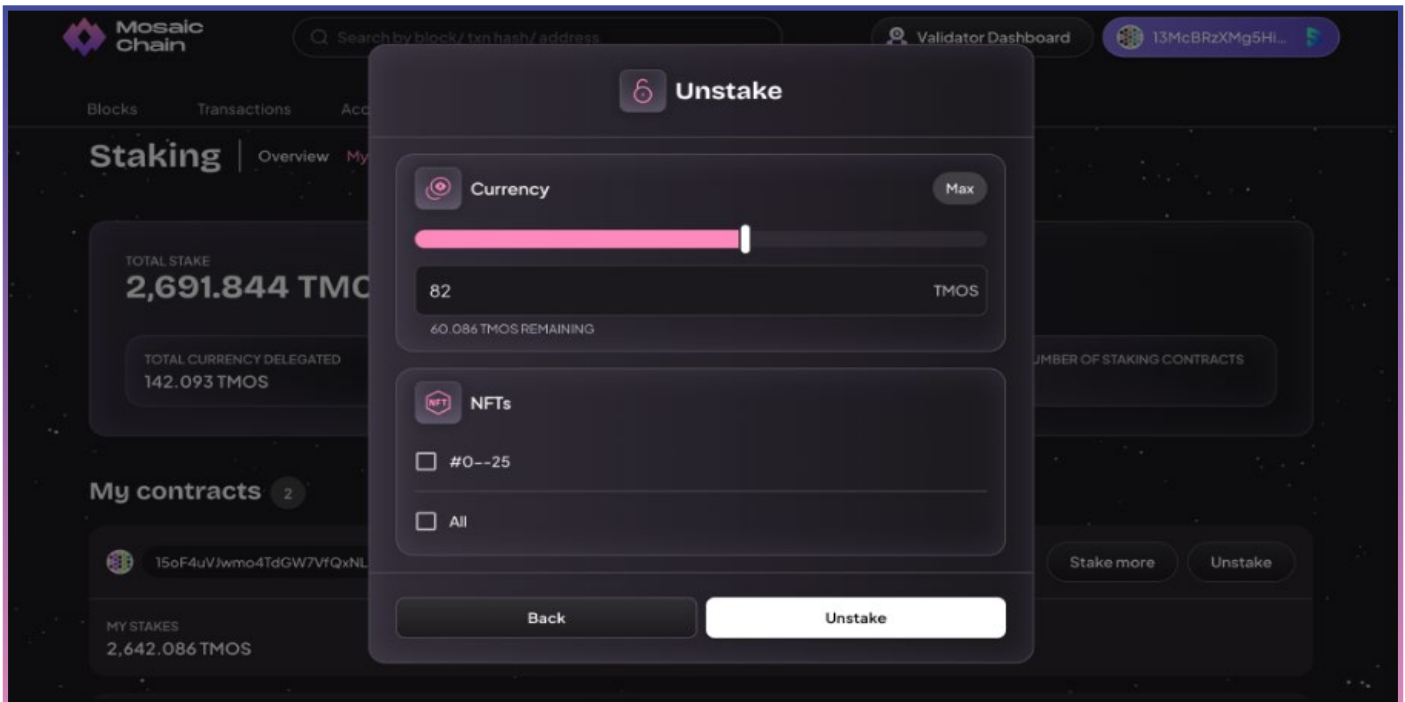 Mosaic
Chain
Search by block/ txn hash/ address
Validator Dashboard
13McBRzXMg5Hi...
Blocks Transactions Acc
Unstake
Staking Overview My
Currency
Max
TOTAL STAKE
2,691.844 TMO
82 TMOS
60.086 TMOS REMAINING
TOTAL CURRENCY DELEGATED
142.093 TMOS
UMBER OF STAKING CONTRACTS
NFT
NFTs
#0--25
My contracts 2
All
15oF4uVJwmo4TdGW7VfQxNL
Stake more
Unstake
Back
Unstake
MY STAKES
2,642.086 TMOS